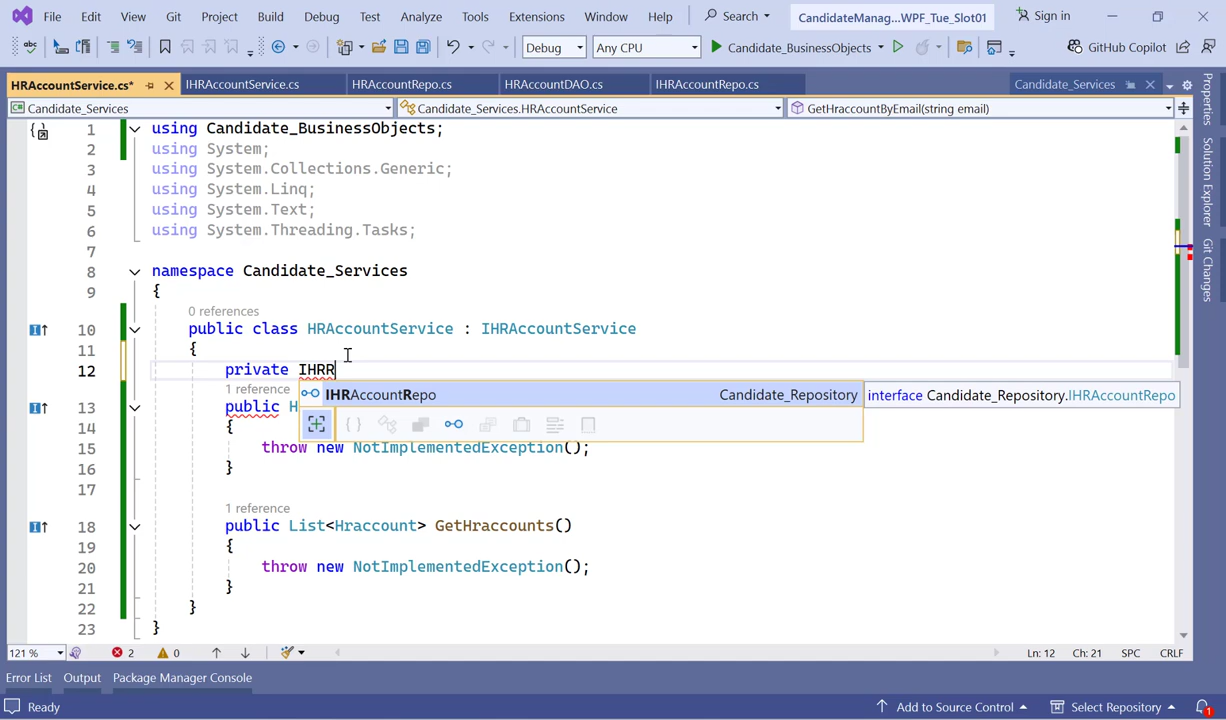 File Edit View Git Project Build Debug Test Analyze Tools Extensions Window Help Search CandidateManag...WPF_Tue_Slot01 Sign in
Debug Any CPU Candidate_BusinessObjects GitHub Copilot
HRAccountService.cs* IHRAccountService.cs HRAccountRepo.cs HRAccountDAO.cs IHRAccountRepo.cs Candidate_Services
Candidate_Services Candidate_Services.HRAccountService GetHraccountByEmail(string email)
1 using Candidate_BusinessObjects;
2 using System;
3 using System.Collections.Generic;
4 using System.Linq;
5 using System.Text;
6 using System.Threading.Tasks;
7
8 namespace Candidate_Services
9 {
0 references
10 public class HRAccountService : IHRAccountService
11 {
12 private IHRR
1 reference
IHRAccountRepo Candidate_Repository interface Candidate_Repository.IHRAccountRepo
13 public H
14 {
15 throw new NotImplementedException();
16 }
17
1 reference
18 public List<Hraccount> GetHraccounts()
19 {
20 throw new NotImplementedException();
21 }
22 }
23 }
121 % 2 0 Ln: 12 Ch: 21 SPC CRLF
Error List Output Package Manager Console
Ready Add to Source Control Select Repository 1
Properties
Solution Explorer
Git Changes